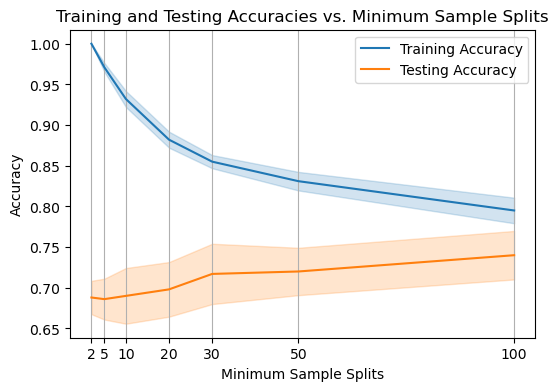 Training and Testing Accuracies vs. Minimum Sample Splits
Training Accuracy
Testing Accuracy
Accuracy
1.00
0.95
0.90
0.85
0.80
0.75
0.70
0.65
2 5 10 20 30 50 100
Minimum Sample Splits